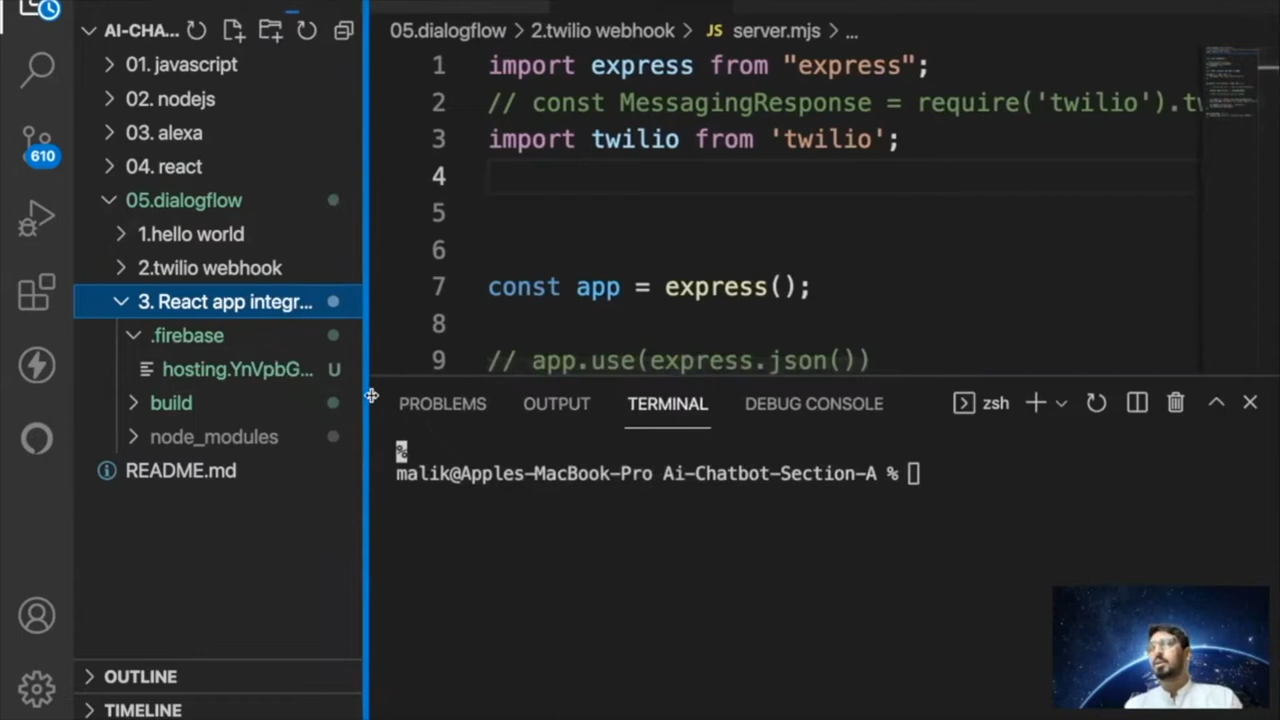 AI-CHA...
01. javascript
02. nodejs
03. alexa
04. react
05.dialogflow
1.hello world
2.twilio webhook
3. React app integr...
.firebase
hosting.YnVpbG... U
build
node_modules
README.md
OUTLINE
TIMELINE
610
05.dialogflow > 2.twilio webhook > JS server.mjs > ...
1 import express from "express";
2 // const MessagingResponse = require('twilio').tw
3 import twilio from 'twilio';
4
5
6
7 const app = express();
8
9 // app.use(express.json())
PROBLEMS OUTPUT TERMINAL DEBUG CONSOLE zsh
%
malik@Apples-MacBook-Pro Ai-Chatbot-Section-A %